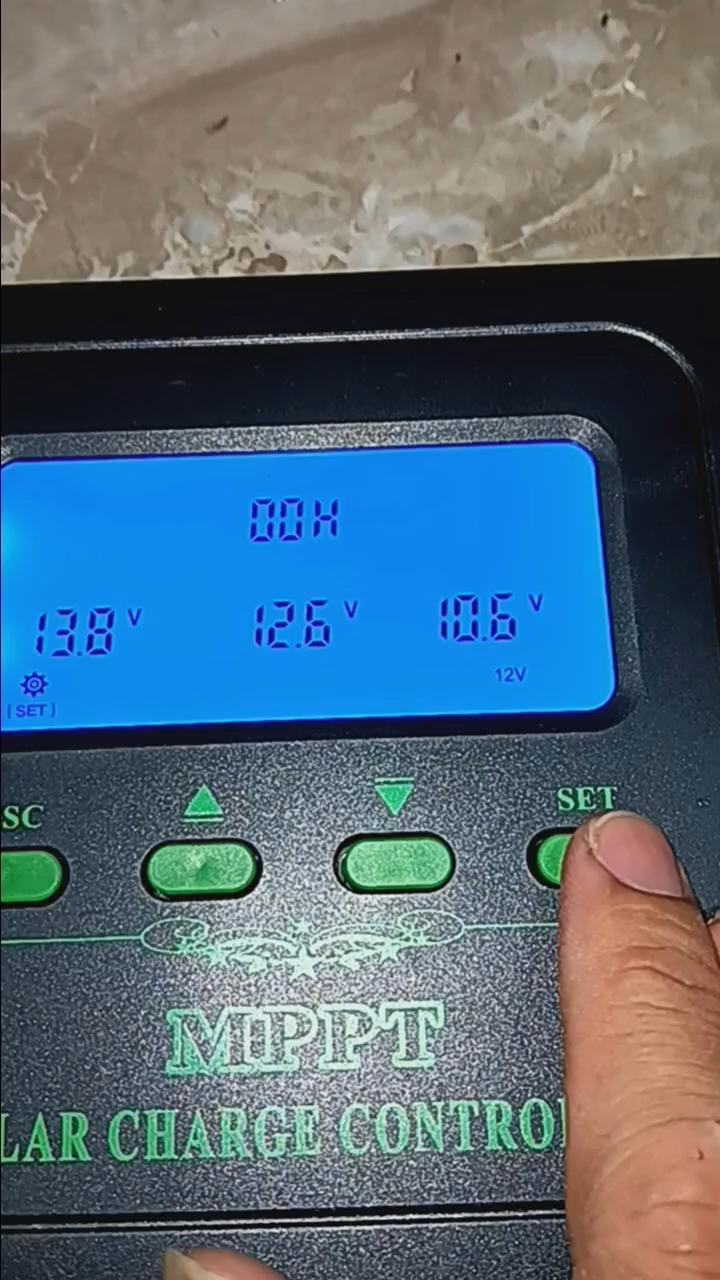 00H
13.8 V 12.6 V 10.6 V
[SET] 12V
SC SET
MPPT
LAR CHARGE CONTRO